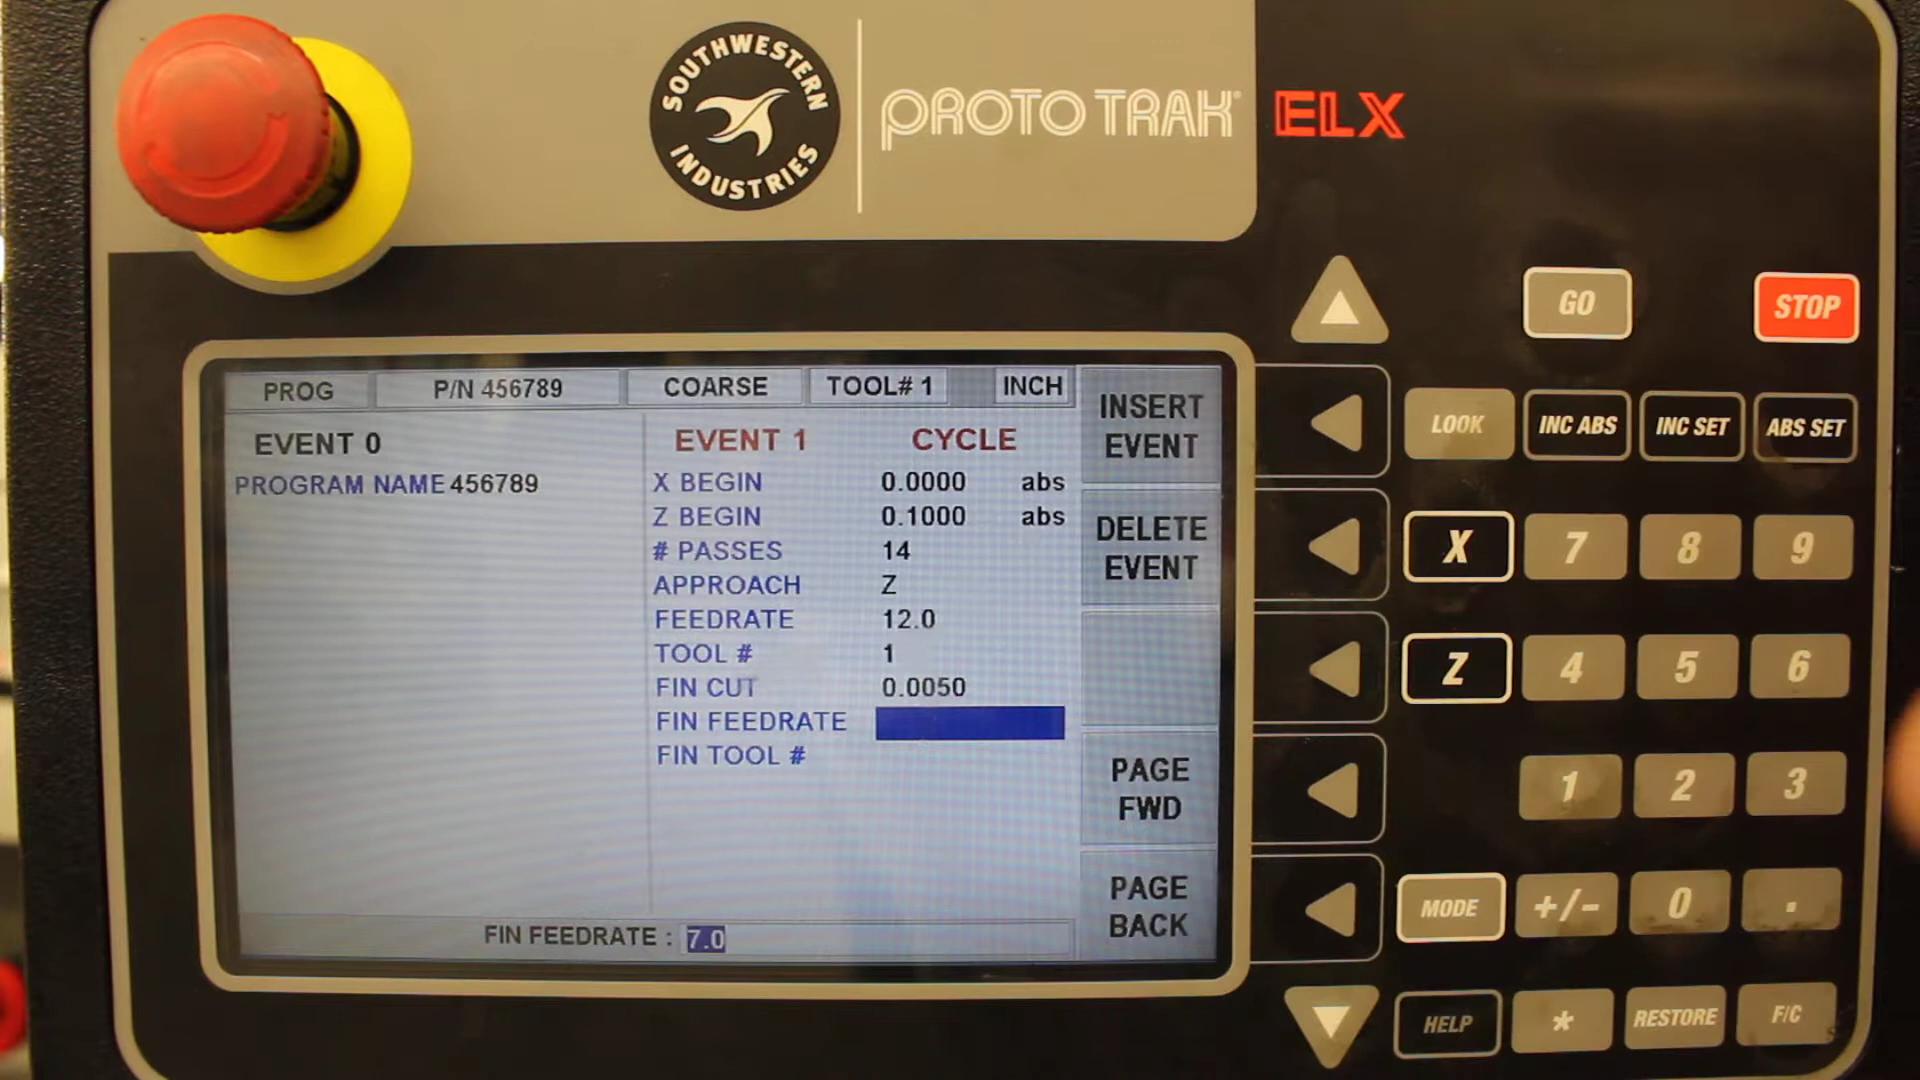 SOUTHWESTERN
INDUSTRIES
PROTO TRAK® ELX
PROG P/N 456789 COARSE TOOL# 1 INCH
EVENT 0
PROGRAM NAME 456789
EVENT 1 CYCLE
X BEGIN 0.0000 abs
Z BEGIN 0.1000 abs
# PASSES 14
APPROACH Z
FEEDRATE 12.0
TOOL # 1
FIN CUT 0.0050
FIN FEEDRATE
FIN TOOL #
FIN FEEDRATE : 7.0
INSERT
EVENT
DELETE
EVENT
PAGE
FWD
PAGE
BACK
GO STOP
LOOK INC ABS INC SET ABS SET
X 7 8 9
Z 4 5 6
1 2 3
MODE +/- 0 .
HELP * RESTORE F/C